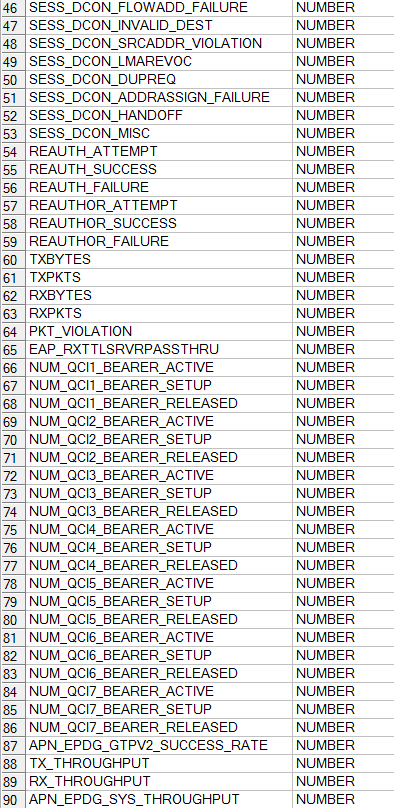 46 SESS_DCON_FLOWADD_FAILURE NUMBER
47 SESS_DCON_INVALID_DEST NUMBER
48 SESS_DCON_SRCADDR_VIOLATION NUMBER
49 SESS_DCON_LMAREVOC NUMBER
50 SESS_DCON_DUPREQ NUMBER
51 SESS_DCON_ADDRASSIGN_FAILURE NUMBER
52 SESS_DCON_HANDOFF NUMBER
53 SESS_DCON_MISC NUMBER
54 REAUTH_ATTEMPT NUMBER
55 REAUTH_SUCCESS NUMBER
56 REAUTH_FAILURE NUMBER
57 REAUTHOR_ATTEMPT NUMBER
58 REAUTHOR_SUCCESS NUMBER
59 REAUTHOR_FAILURE NUMBER
60 TXBYTES NUMBER
61 TXPKTS NUMBER
62 RXBYTES NUMBER
63 RXPKTS NUMBER
64 PKT_VIOLATION NUMBER
65 EAP_RXTTLSRVRPASSTHRU NUMBER
66 NUM_QCI1_BEARER_ACTIVE NUMBER
67 NUM_QCI1_BEARER_SETUP NUMBER
68 NUM_QCI1_BEARER_RELEASED NUMBER
69 NUM_QCI2_BEARER_ACTIVE NUMBER
70 NUM_QCI2_BEARER_SETUP NUMBER
71 NUM_QCI2_BEARER_RELEASED NUMBER
72 NUM_QCI3_BEARER_ACTIVE NUMBER
73 NUM_QCI3_BEARER_SETUP NUMBER
74 NUM_QCI3_BEARER_RELEASED NUMBER
75 NUM_QCI4_BEARER_ACTIVE NUMBER
76 NUM_QCI4_BEARER_SETUP NUMBER
77 NUM_QCI4_BEARER_RELEASED NUMBER
78 NUM_QCI5_BEARER_ACTIVE NUMBER
79 NUM_QCI5_BEARER_SETUP NUMBER
80 NUM_QCI5_BEARER_RELEASED NUMBER
81 NUM_QCI6_BEARER_ACTIVE NUMBER
82 NUM_QCI6_BEARER_SETUP NUMBER
83 NUM_QCI6_BEARER_RELEASED NUMBER
84 NUM_QCI7_BEARER_ACTIVE NUMBER
85 NUM_QCI7_BEARER_SETUP NUMBER
86 NUM_QCI7_BEARER_RELEASED NUMBER
87 APN_EPDG_GTPV2_SUCCESS_RATE NUMBER
88 TX_THROUGHPUT NUMBER
89 RX_THROUGHPUT NUMBER
90 APN_EPDG_SYS_THROUGHPUT NUMBER